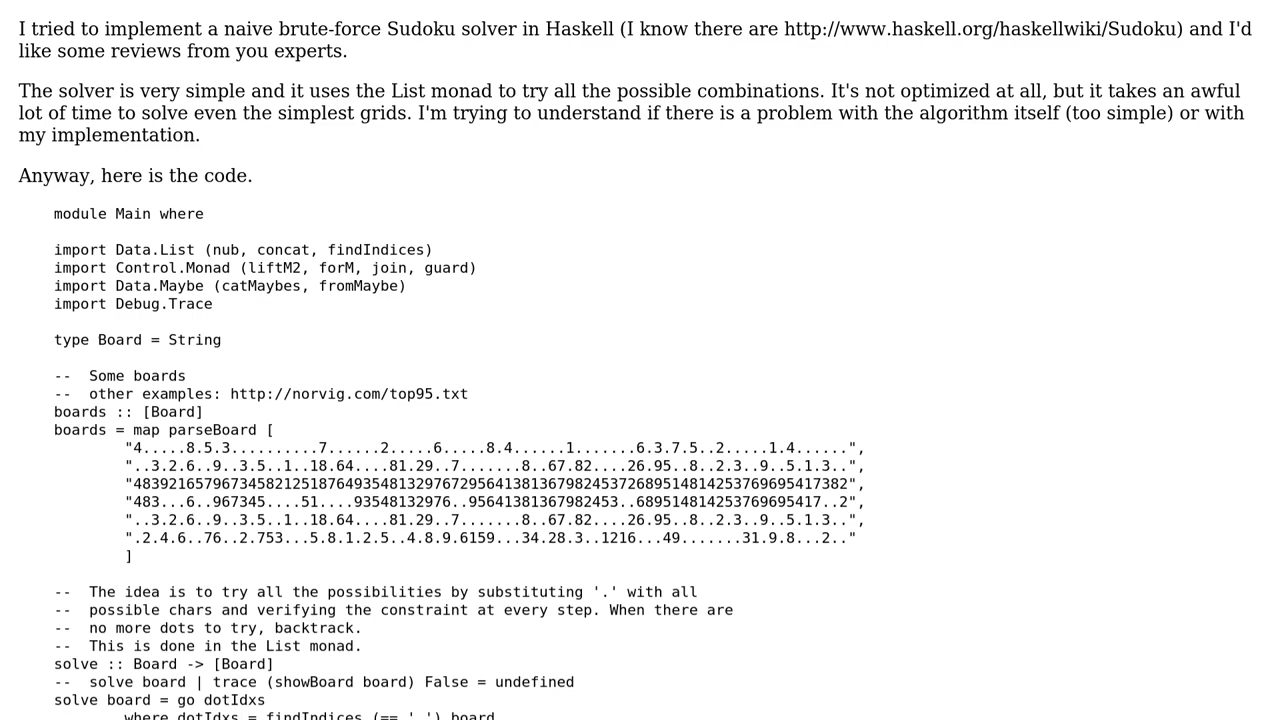 I tried to implement a naive brute-force Sudoku solver in Haskell (I know there are http://www.haskell.org/haskellwiki/Sudoku) and I'd
like some reviews from you experts.
The solver is very simple and it uses the List monad to try all the possible combinations. It's not optimized at all, but it takes an awful
lot of time to solve even the simplest grids. I'm trying to understand if there is a problem with the algorithm itself (too simple) or with
my implementation.
Anyway, here is the code.
module Main where
import Data.List (nub, concat, findIndices)
import Control.Monad (liftM2, forM, join, guard)
import Data.Maybe (catMaybes, fromMaybe)
import Debug.Trace
type Board = String
--  Some boards
--  other examples: http://norvig.com/top95.txt
boards :: [Board]
boards = map parseBoard [
"4.....8.5.3..........7......2.....6.....8.4......1.......6.3.7.5..2.....1.4......",
"..3.2.6..9..3.5..1..18.64....81.29..7.......8..67.82....26.95..8..2.3..9..5.1.3..",
"483921657967345821251876493548132976729564138136798245372689514814253769695417382",
"483...6..967345....51....93548132976..95641381367982453..689514814253769695417..2",
"..3.2.6..9..3.5..1..18.64....81.29..7.......8..67.82....26.95..8..2.3..9..5.1.3..",
".2.4.6..76..2.753...5.8.1.2.5..4.8.9.6159...34.28.3..1216...49.......31.9.8...2.."
]
--  The idea is to try all the possibilities by substituting '.' with all
--  possible chars and verifying the constraint at every step. When there are
--  no more dots to try, backtrack.
--  This is done in the List monad.
solve :: Board -> [Board]
--  solve board | trace (showBoard board) False = undefined
solve board = go dotIdxs
where dotIdxs = findIndices (== '.') board